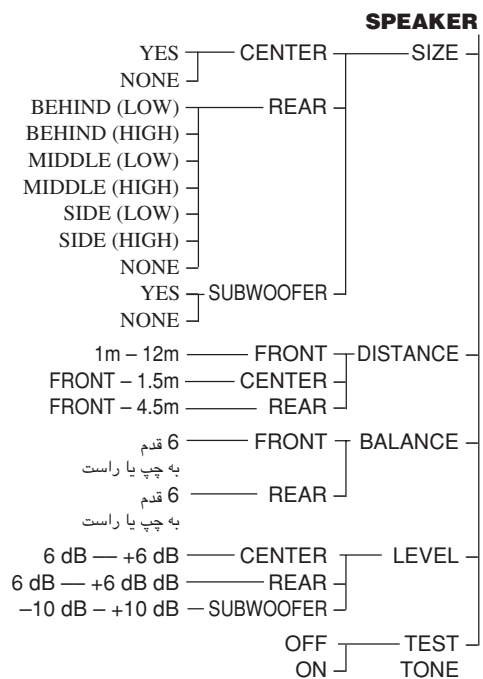 SPEAKER
YES CENTER SIZE
NONE
BEHIND (LOW) REAR
BEHIND (HIGH)
MIDDLE (LOW)
MIDDLE (HIGH)
SIDE (LOW)
SIDE (HIGH)
NONE
YES SUBWOOFER
NONE
1m – 12m FRONT DISTANCE
FRONT – 1.5m CENTER
FRONT – 4.5m REAR
6 قدم FRONT BALANCE
به چپ یا راست
6 قدم REAR
به چپ یا راست
6 dB — +6 dB CENTER LEVEL
6 dB — +6 dB dB REAR
–10 dB – +10 dB SUBWOOFER
OFF TEST
ON TONE